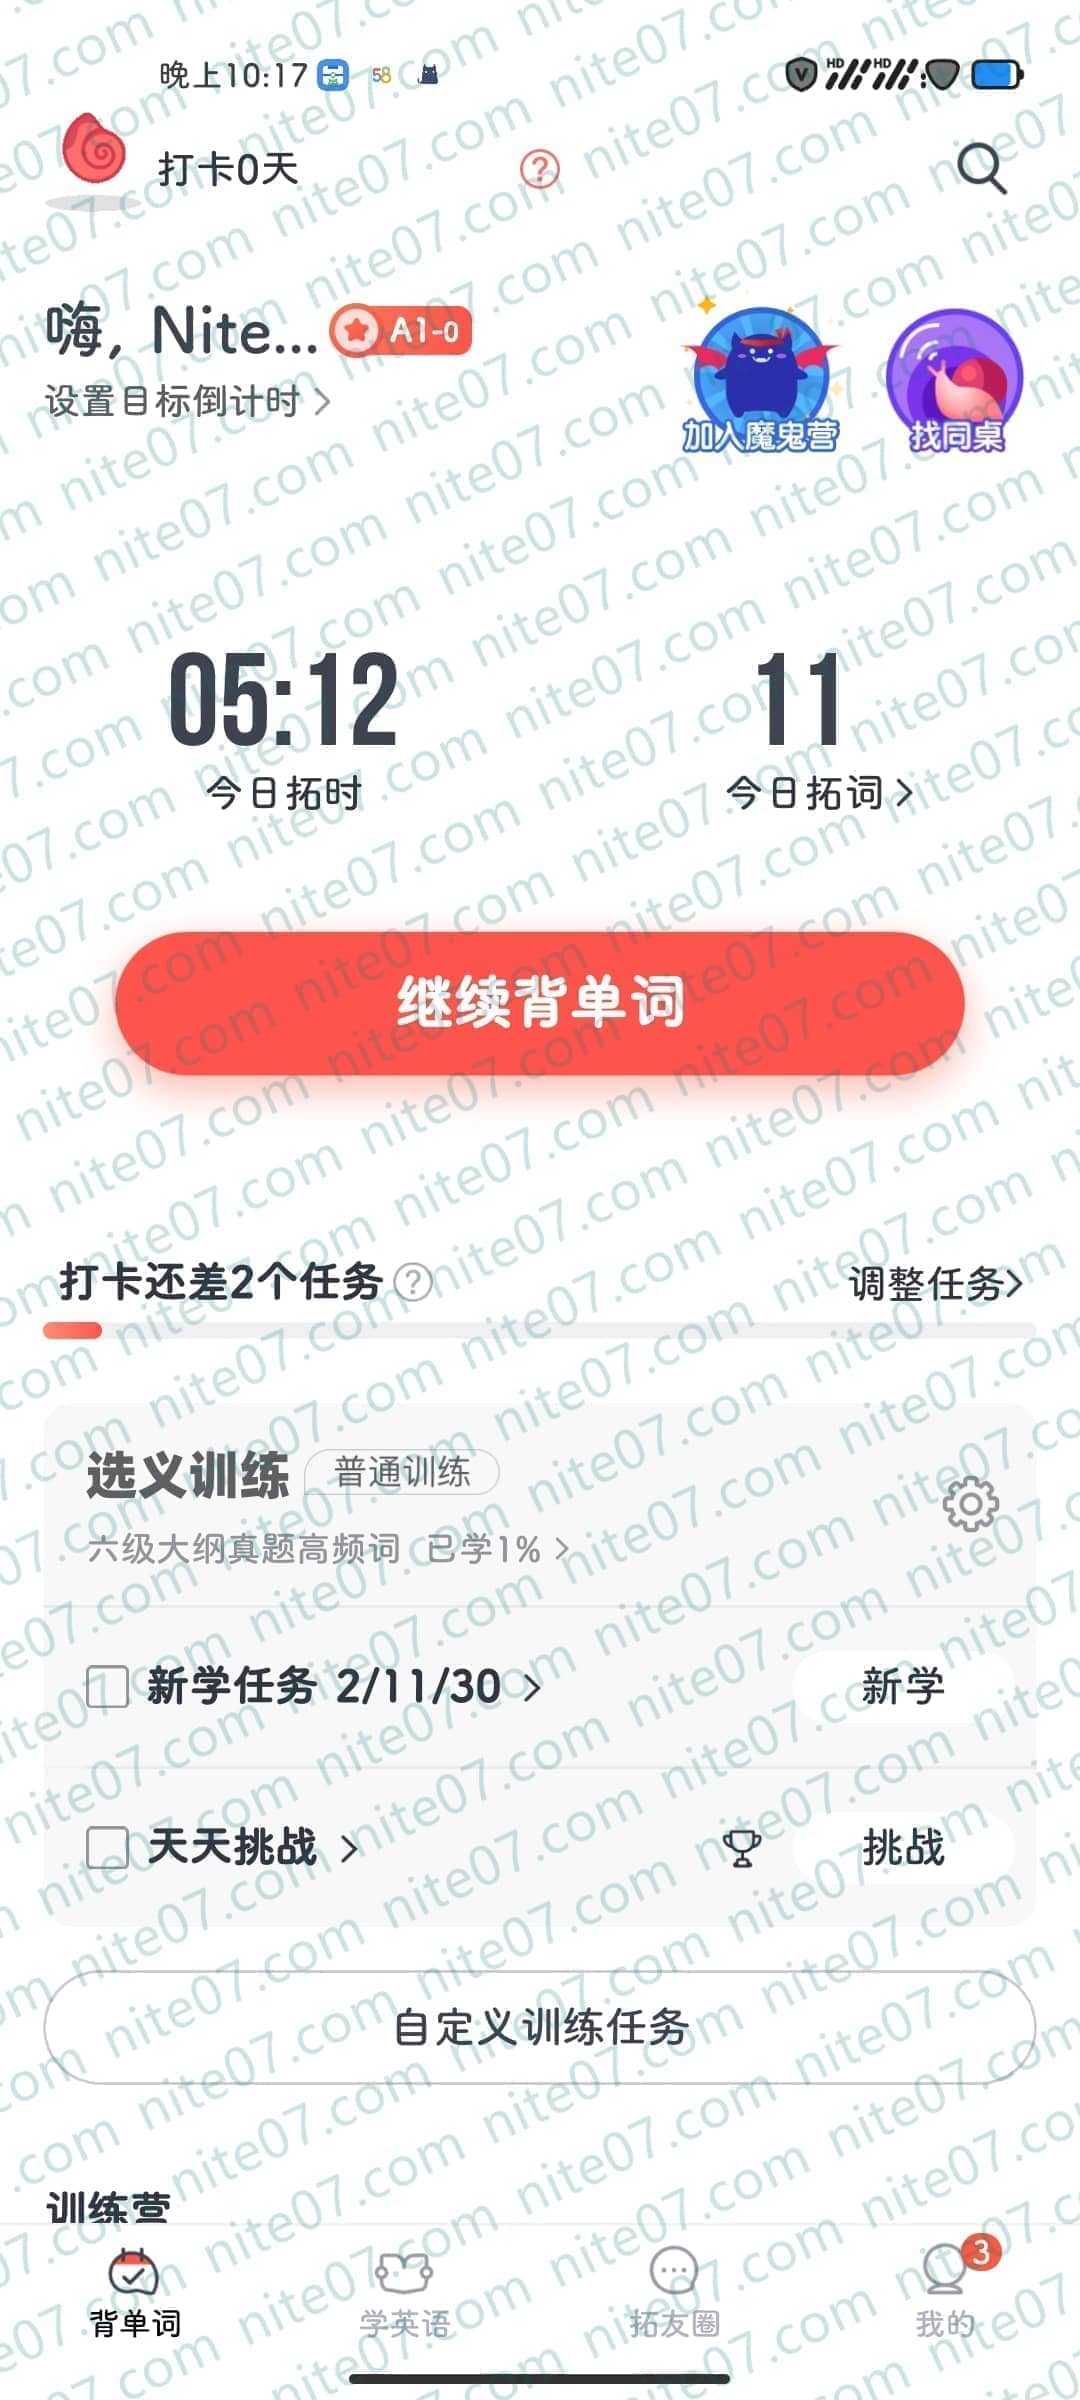 晚上10:17
58
HD
HD
打卡0天
嗨，Nite...
A1-0
设置目标倒计时
加入魔鬼营
找同桌
05:12
今日拓时
11
今日拓词
继续背单词
打卡还差2个任务
调整任务
选义训练
普通训练
六级大纲真题高频词 已学1%
新学任务 2/11/30
新学
天天挑战
挑战
自定义训练任务
训练营
背单词
学英语
拓友圈
3
我的
nite07.com